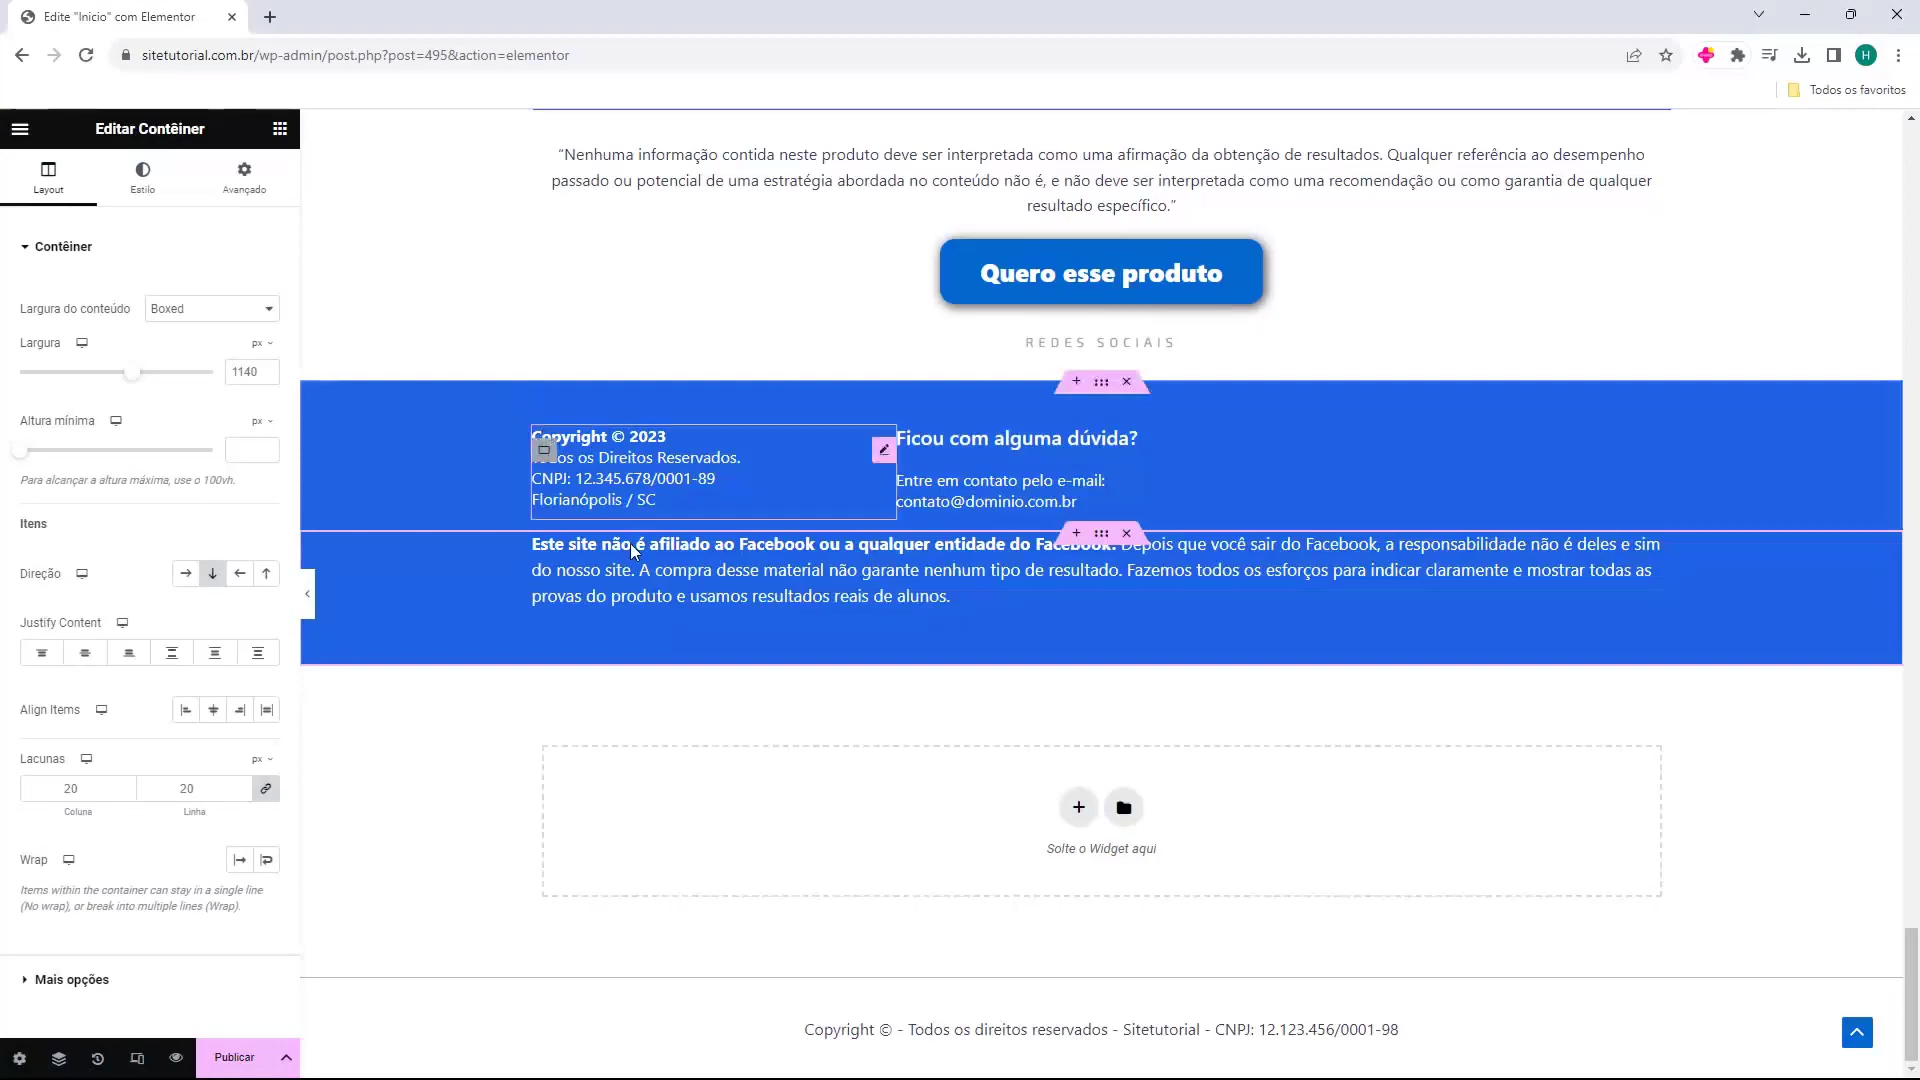 Edite "Inicio" com Elementor
sitetutorial.com.br/wp-admin/post.php?post=495&action=elementor
H
Todos os favoritos
Editar Contêiner
Layout
Estilo
Avançado
Contêiner
Largura do conteúdo
Boxed
Largura
px
1140
Altura mínima
px
Para alcançar a altura máxima, use o 100vh.
Itens
Direção
Justify Content
Align Items
Lacunas
px
20
20
Coluna
Linha
Wrap
Items within the container can stay in a single line
(No wrap), or break into multiple lines (Wrap).
Mais opções
Publicar
“Nenhuma informação contida neste produto deve ser interpretada como uma afirmação da obtenção de resultados. Qualquer referência ao desempenho
passado ou potencial de uma estratégia abordada no conteúdo não é, e não deve ser interpretada como uma recomendação ou como garantia de qualquer
resultado específico.”
Quero esse produto
REDES SOCIAIS
Copyright © 2023
Todos os Direitos Reservados.
CNPJ: 12.345.678/0001-89
Florianópolis / SC
Ficou com alguma dúvida?
Entre em contato pelo e-mail:
contato@dominio.com.br
Este site não é afiliado ao Facebook ou a qualquer entidade do Facebook. Depois que você sair do Facebook, a responsabilidade não é deles e sim
do nosso site. A compra desse material não garante nenhum tipo de resultado. Fazemos todos os esforços para indicar claramente e mostrar todas as
provas do produto e usamos resultados reais de alunos.
Solte o Widget aqui
Copyright © - Todos os direitos reservados - Sitetutorial - CNPJ: 12.123.456/0001-98